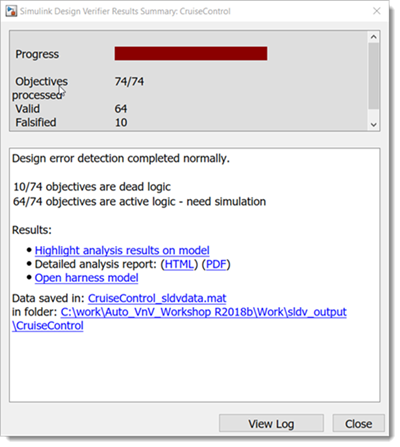 Simulink Design Verifier Results Summary: CruiseControl
Progress
Objectives processed 74/74
Valid 64
Falsified 10
Design error detection completed normally.
10/74 objectives are dead logic
64/74 objectives are active logic - need simulation
Results:
• Highlight analysis results on model
• Detailed analysis report: (HTML) (PDF)
• Open harness model
Data saved in: CruiseControl_sldvdata.mat
in folder: C:\work\Auto_VnV_Workshop R2018b\Work\sldv_output
\CruiseControl
View Log
Close